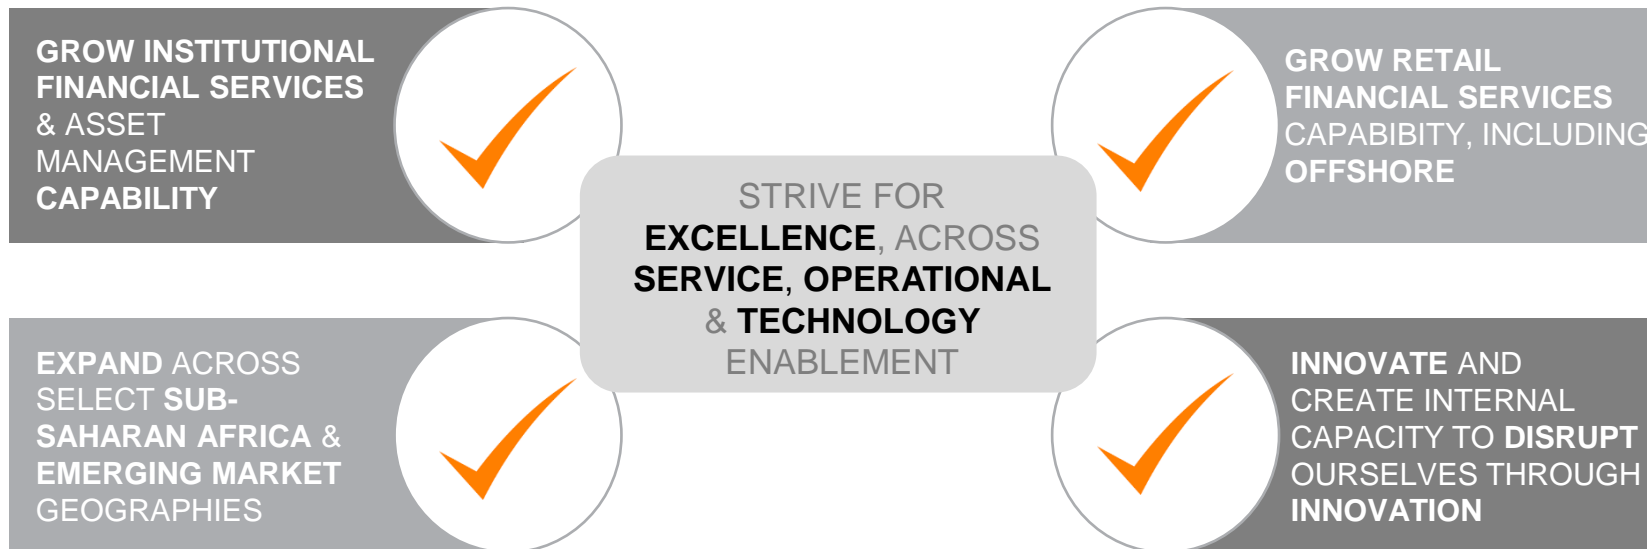 GROW INSTITUTIONAL
FINANCIAL SERVICES
& ASSET
MANAGEMENT
CAPABILITY
GROW RETAIL
FINANCIAL SERVICES
CAPABIBITY, INCLUDING
OFFSHORE
STRIVE FOR
EXCELLENCE, ACROSS
SERVICE, OPERATIONAL
& TECHNOLOGY
ENABLEMENT
EXPAND ACROSS
SELECT SUB-
SAHARAN AFRICA &
EMERGING MARKET
GEOGRAPHIES
INNOVATE AND
CREATE INTERNAL
CAPACITY TO DISRUPT
OURSELVES THROUGH
INNOVATION